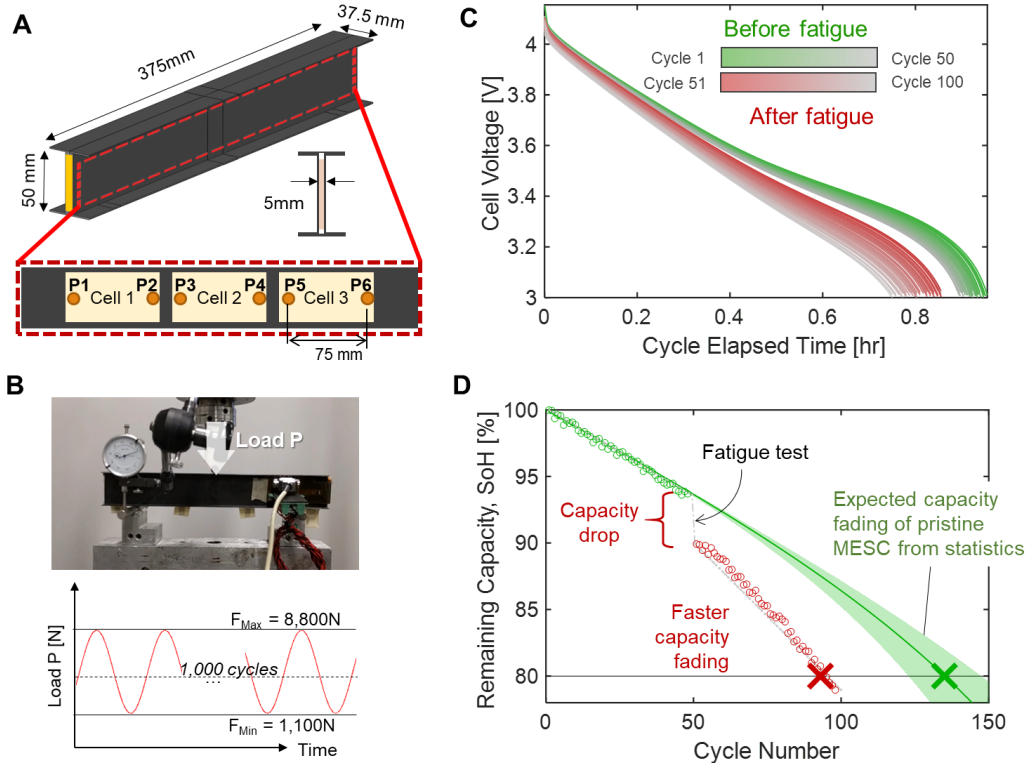 A
37.5 mm
375mm
50 mm
5mm
P1
P2
P3
P4
P5
P6
Cell 1
Cell 2
Cell 3
75 mm
B
Load P
Load P [N]
F_Max = 8,800N
1,000 cycles
...
F_Min = 1,100N
Time
C
Before fatigue
Cycle 1
Cycle 50
Cycle 51
Cycle 100
After fatigue
Cell Voltage [V]
4
3.8
3.6
3.4
3.2
3
0
0.2
0.4
0.6
0.8
Cycle Elapsed Time [hr]
D
Remaining Capacity, SoH [%]
100
95
90
85
80
Fatigue test
Capacity
drop
Expected capacity
fading of pristine
MESC from statistics
Faster
capacity
fading
0
50
100
150
Cycle Number